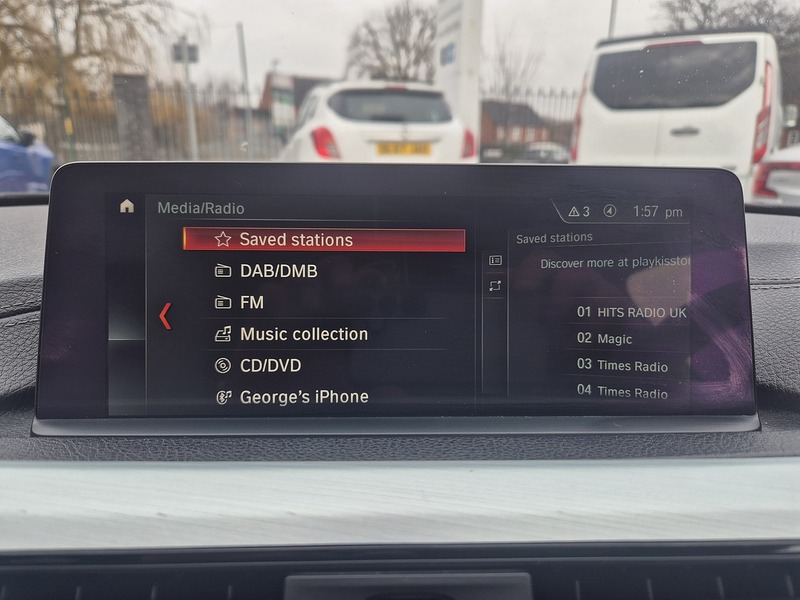 Media/Radio
3
1:57 pm
Saved stations
DAB/DMB
FM
Music collection
CD/DVD
George's iPhone
Saved stations
Discover more at playkisstor
01 HITS RADIO UK
02 Magic
03 Times Radio
04 Times Radio